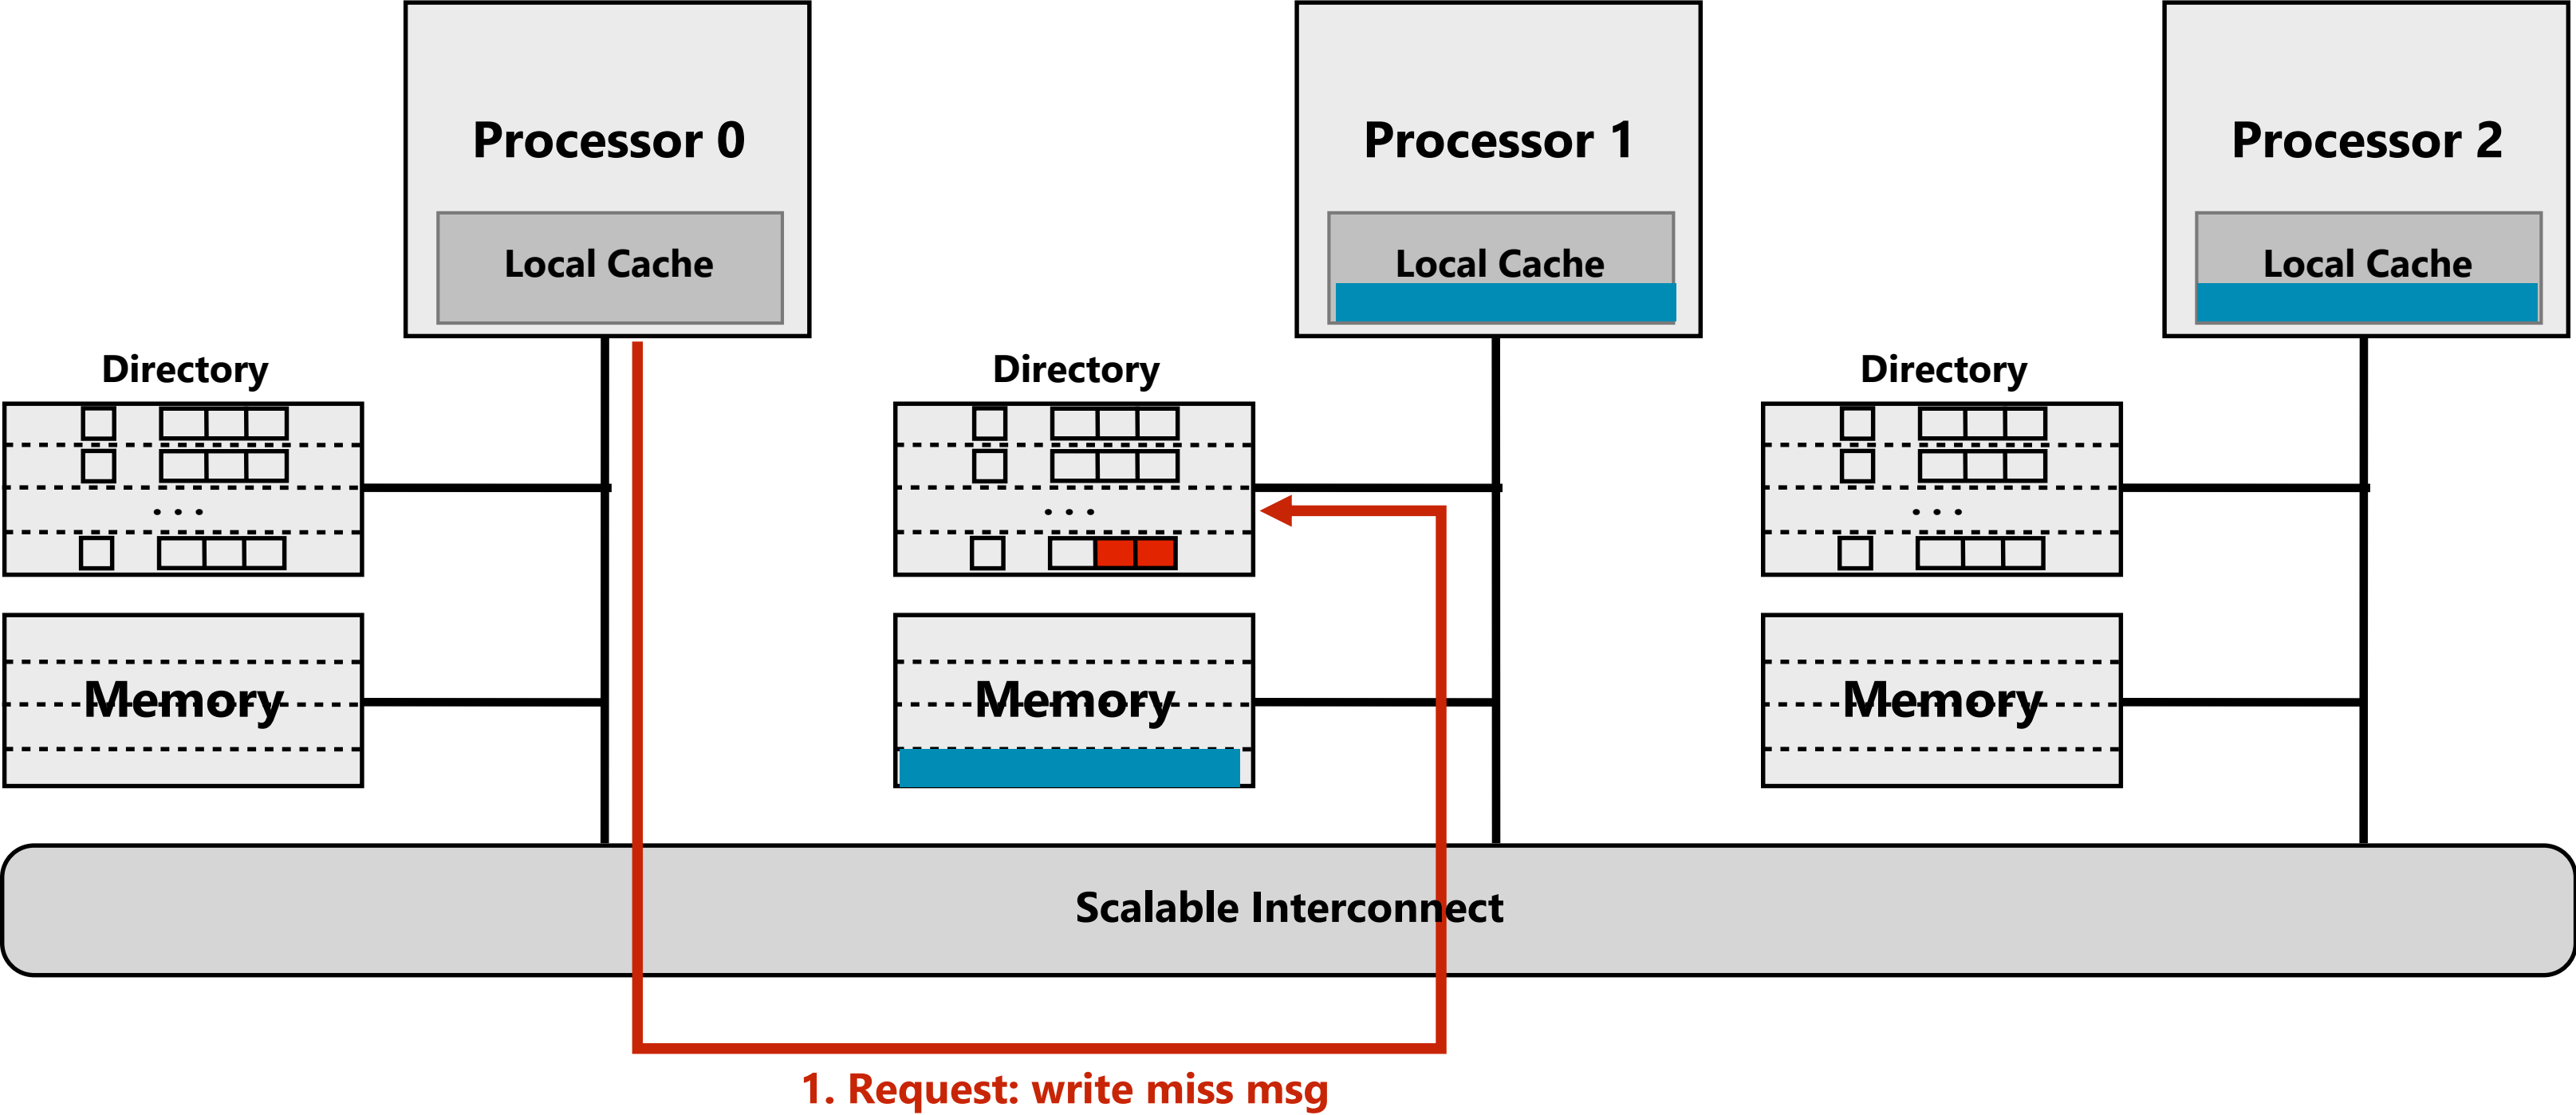 Processor 0
Processor 1
Processor 2
Local Cache
Local Cache
Local Cache
Directory
Directory
Directory
...
...
...
Memory
Memory
Memory
Scalable Interconnect
1. Request: write miss msg